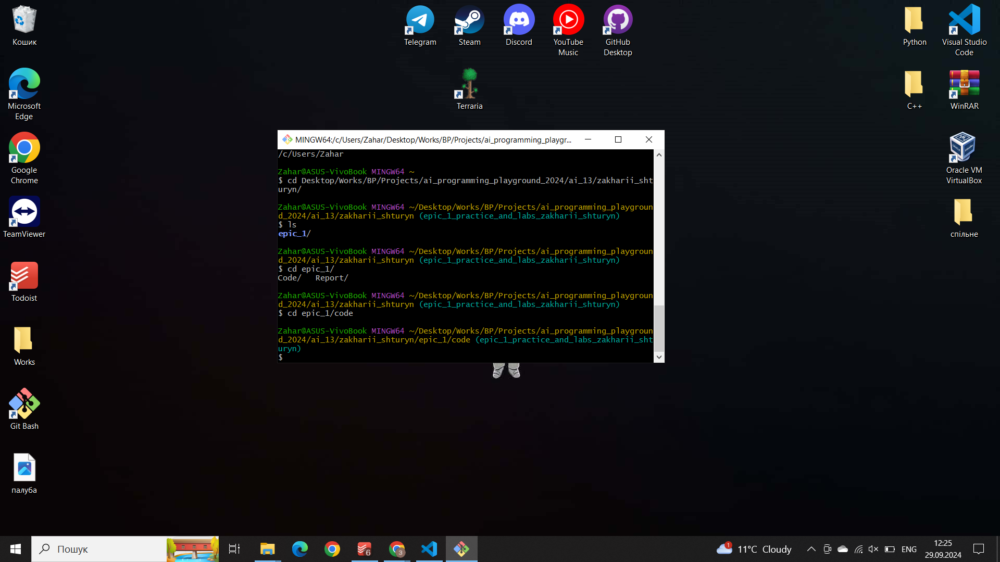 Кошик
Microsoft
Edge
Google
Chrome
TeamViewer
Todoist
Works
Git Bash
палуба
Telegram
Steam
Discord
YouTube
Music
GitHub
Desktop
Terraria
Python
Visual Studio
Code
C++
WinRAR
Oracle VM
VirtualBox
спільне
MINGW64:/c/Users/Zahar/Desktop/Works/BP/Projects/ai_programming_playgr...
/c/Users/Zahar
Zahar@ASUS-VivoBook MINGW64 ~
$ cd Desktop/Works/BP/Projects/ai_programming_playground_2024/ai_13/zakharii_sht
uryn/
Zahar@ASUS-VivoBook MINGW64 ~/Desktop/Works/BP/Projects/ai_programming_playgroun
d_2024/ai_13/zakharii_shturyn (epic_1_practice_and_labs_zakharii_shturyn)
$ ls
epic_1/
Zahar@ASUS-VivoBook MINGW64 ~/Desktop/Works/BP/Projects/ai_programming_playgroun
d_2024/ai_13/zakharii_shturyn (epic_1_practice_and_labs_zakharii_shturyn)
$ cd epic_1/
Code/   Report/
Zahar@ASUS-VivoBook MINGW64 ~/Desktop/Works/BP/Projects/ai_programming_playgroun
d_2024/ai_13/zakharii_shturyn (epic_1_practice_and_labs_zakharii_shturyn)
$ cd epic_1/code
Zahar@ASUS-VivoBook MINGW64 ~/Desktop/Works/BP/Projects/ai_programming_playgroun
d_2024/ai_13/zakharii_shturyn/epic_1/code (epic_1_practice_and_labs_zakharii_sht
uryn)
$
Пошук
6
3
1
11°C Cloudy
ENG
12:25
29.09.2024